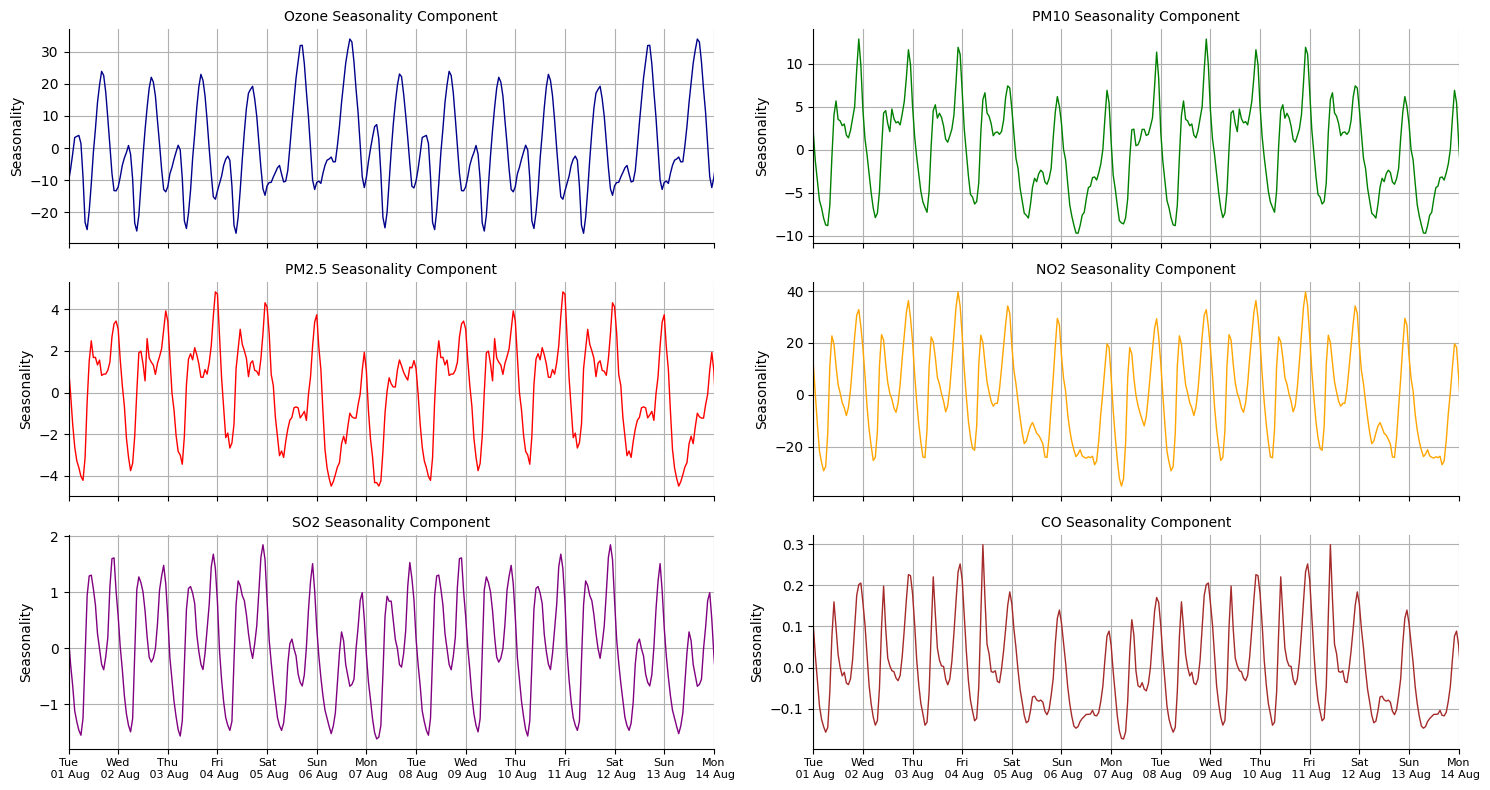 Ozone Seasonality Component
Seasonality
30
20
10
0
−10
−20
PM10 Seasonality Component
Seasonality
10
5
0
−5
−10
PM2.5 Seasonality Component
Seasonality
4
2
0
−2
−4
NO2 Seasonality Component
Seasonality
40
20
0
−20
SO2 Seasonality Component
Seasonality
2
1
0
−1
Tue Wed Thu Fri Sat Sun Mon Tue Wed Thu Fri Sat Sun Mon
01 Aug 02 Aug 03 Aug 04 Aug 05 Aug 06 Aug 07 Aug 08 Aug 09 Aug 10 Aug 11 Aug 12 Aug 13 Aug 14 Aug
CO Seasonality Component
Seasonality
0.3
0.2
0.1
0.0
−0.1
Tue Wed Thu Fri Sat Sun Mon Tue Wed Thu Fri Sat Sun Mon
01 Aug 02 Aug 03 Aug 04 Aug 05 Aug 06 Aug 07 Aug 08 Aug 09 Aug 10 Aug 11 Aug 12 Aug 13 Aug 14 Aug